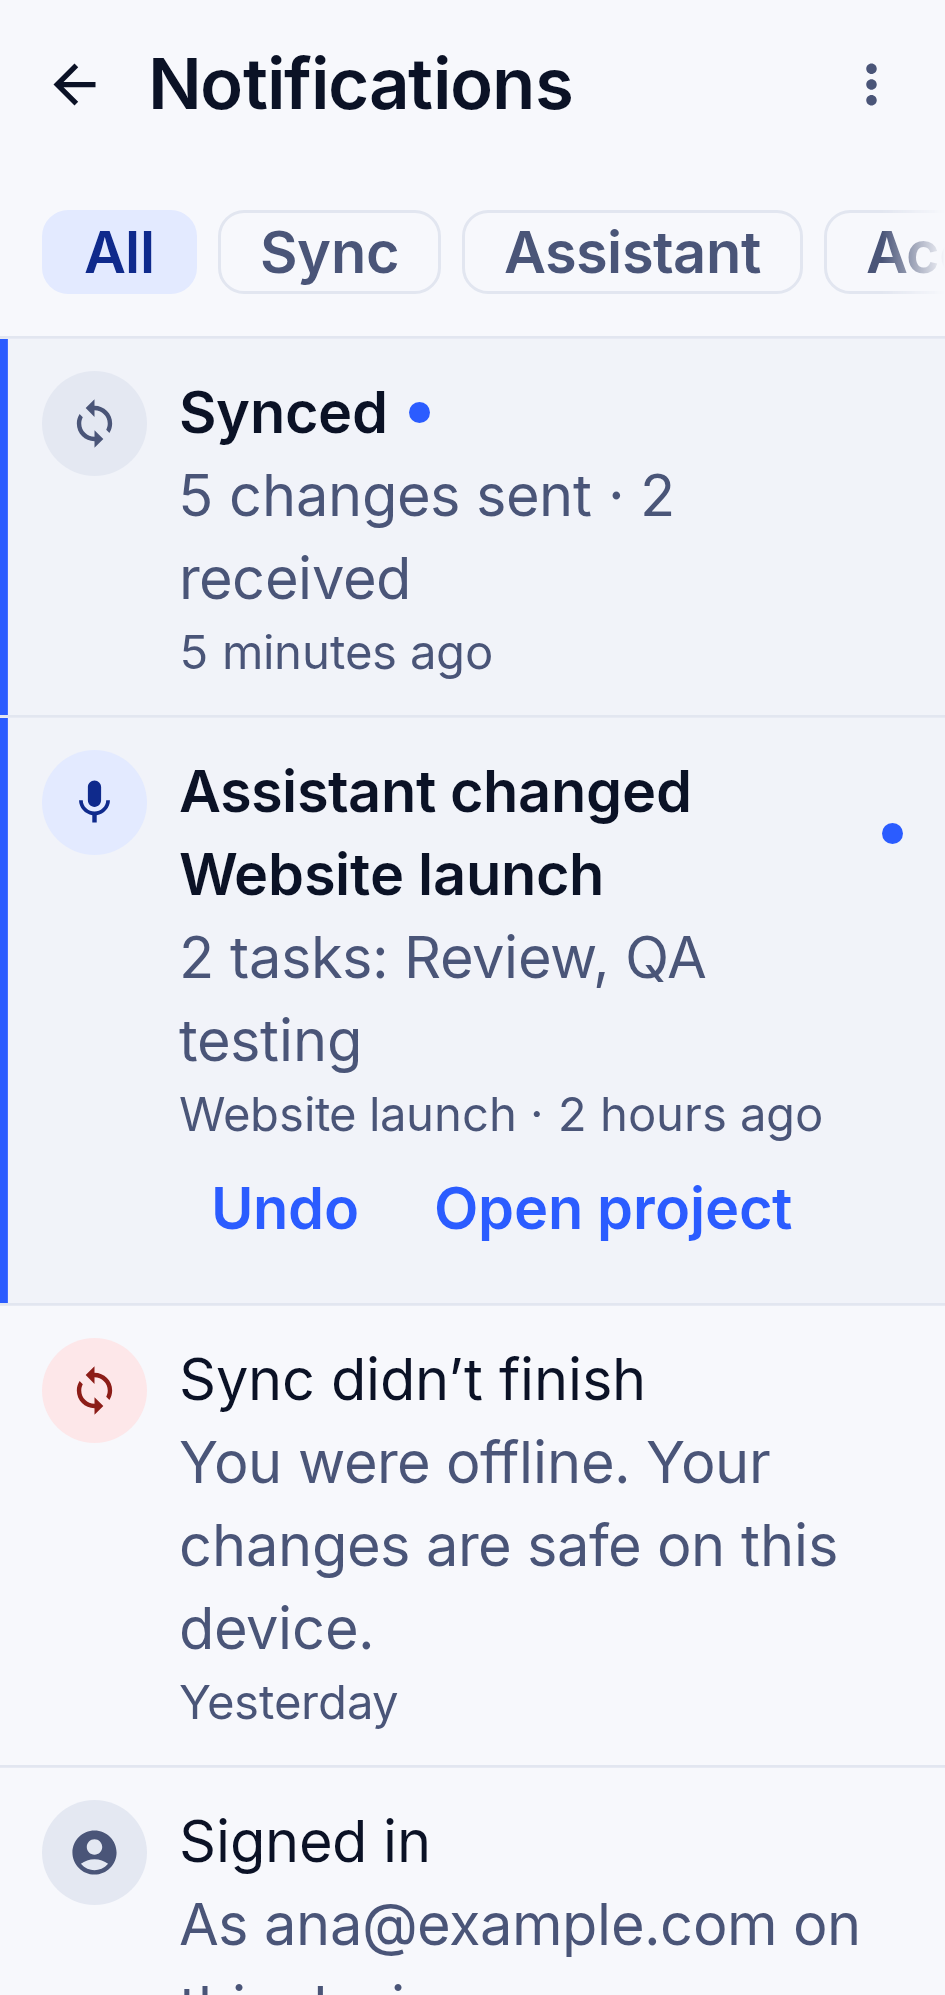 Notifications
All
Sync
Assistant
Synced
5 changes sent · 2
received
5 minutes ago
Assistant changed
Website launch
2 tasks: Review, QA
testing
Website launch · 2 hours ago
Undo
Open project
Sync didn’t finish
You were offline. Your
changes are safe on this
device.
Yesterday
Signed in
As ana@example.com on